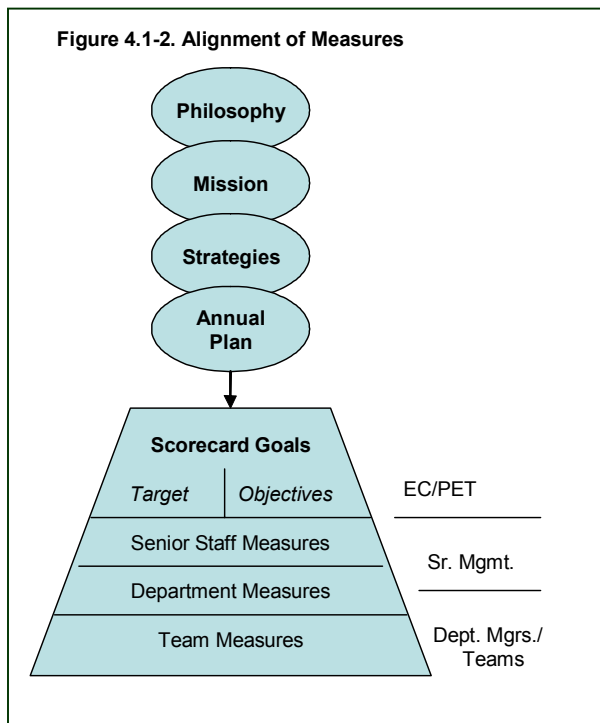 Figure 4.1-2. Alignment of Measures
Philosophy
Mission
Strategies
Annual
Plan
Scorecard Goals
Target
Objectives
EC/PET
Senior Staff Measures
Sr. Mgmt.
Department Measures
Team Measures
Dept. Mgrs./
Teams